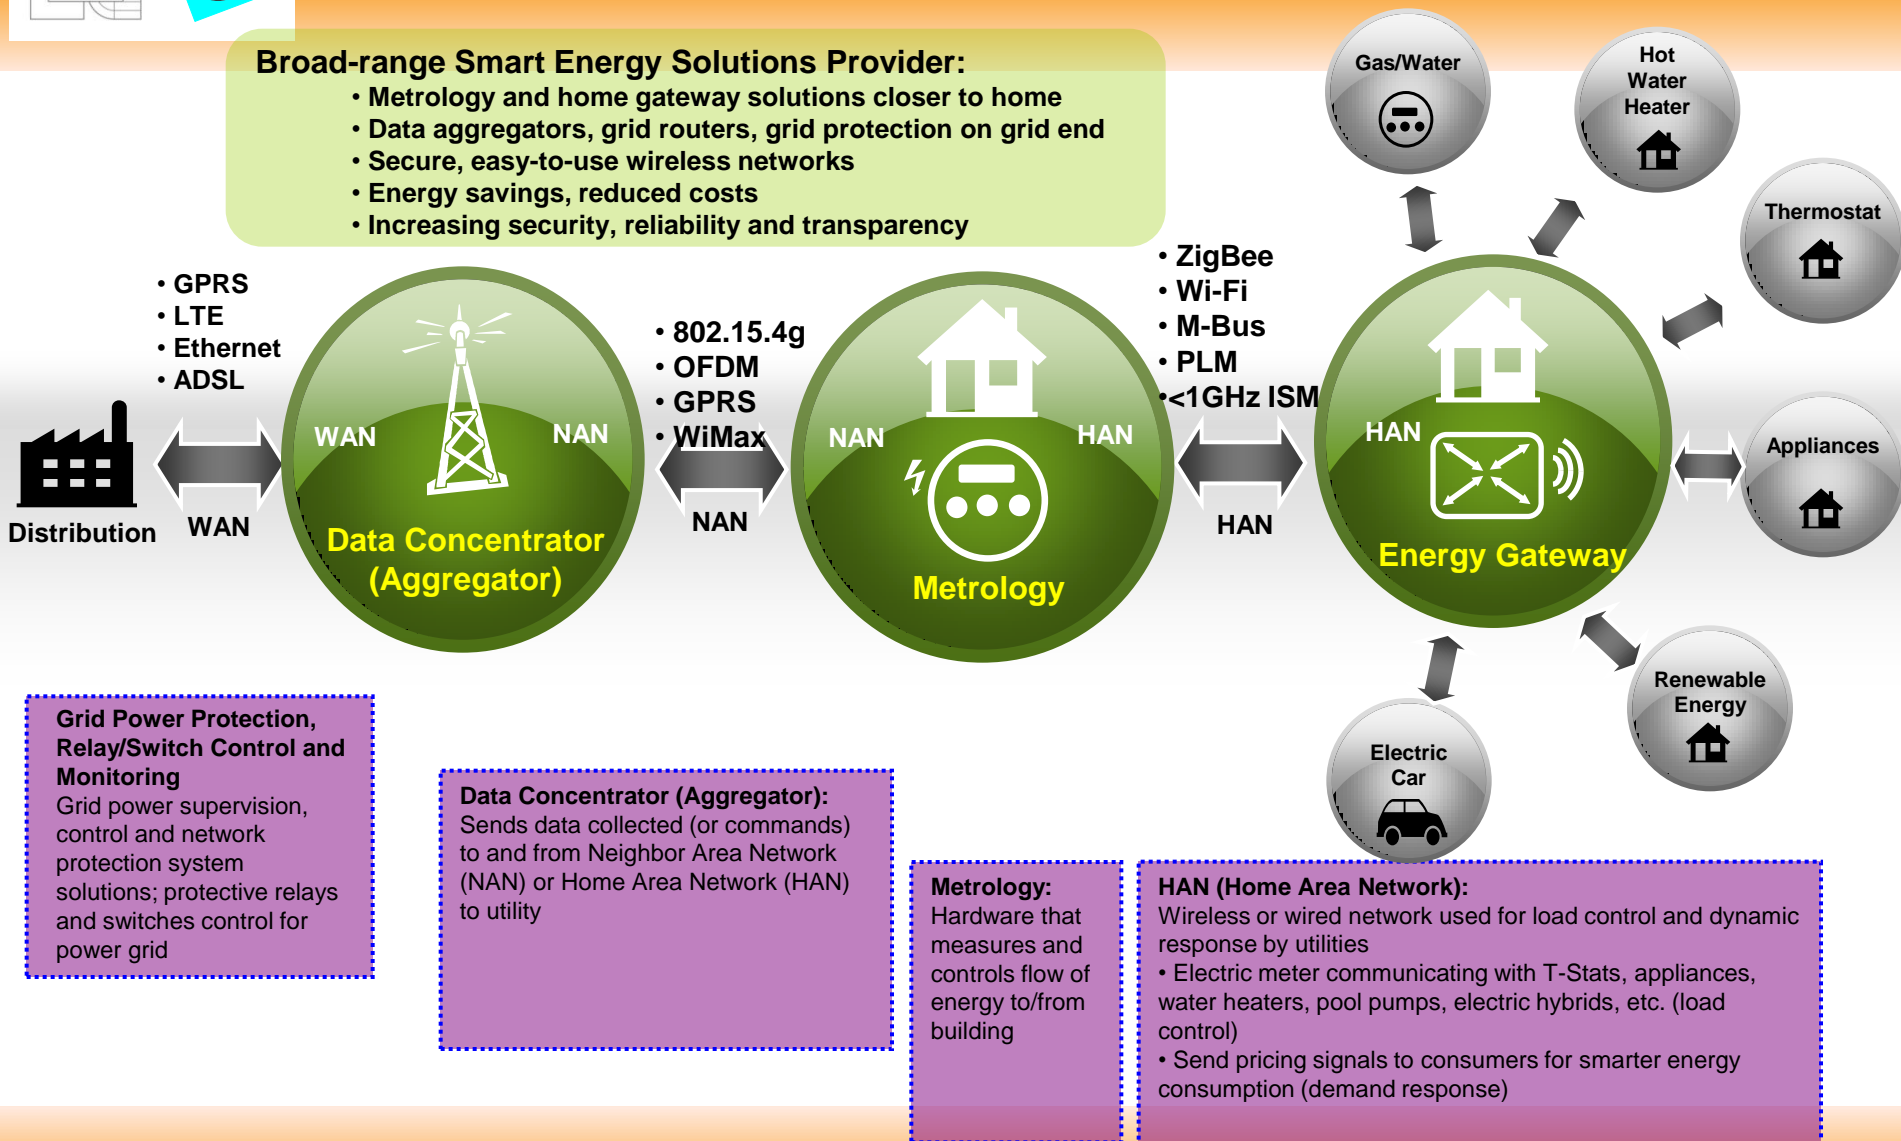 Broad-range Smart Energy Solutions Provider:
• Metrology and home gateway solutions closer to home
• Data aggregators, grid routers, grid protection on grid end
• Secure, easy-to-use wireless networks
• Energy savings, reduced costs
• Increasing security, reliability and transparency
Gas/Water
Hot
Water
Heater
Thermostat
Appliances
Renewable
Energy
Electric
Car
• GPRS
• LTE
• Ethernet
• ADSL
• 802.15.4g
• OFDM
• GPRS
• WiMax
• ZigBee
• Wi-Fi
• M-Bus
• PLM
•<1GHz ISM
Distribution
WAN
WAN
NAN
Data Concentrator
(Aggregator)
NAN
NAN
HAN
Metrology
HAN
HAN
Energy Gateway
Grid Power Protection,
Relay/Switch Control and
Monitoring
Grid power supervision,
control and network
protection system
solutions; protective relays
and switches control for
power grid
Data Concentrator (Aggregator):
Sends data collected (or commands)
to and from Neighbor Area Network
(NAN) or Home Area Network (HAN)
to utility
Metrology:
Hardware that
measures and
controls flow of
energy to/from
building
HAN (Home Area Network):
Wireless or wired network used for load control and dynamic
response by utilities
• Electric meter communicating with T-Stats, appliances,
water heaters, pool pumps, electric hybrids, etc. (load
control)
• Send pricing signals to consumers for smarter energy
consumption (demand response)